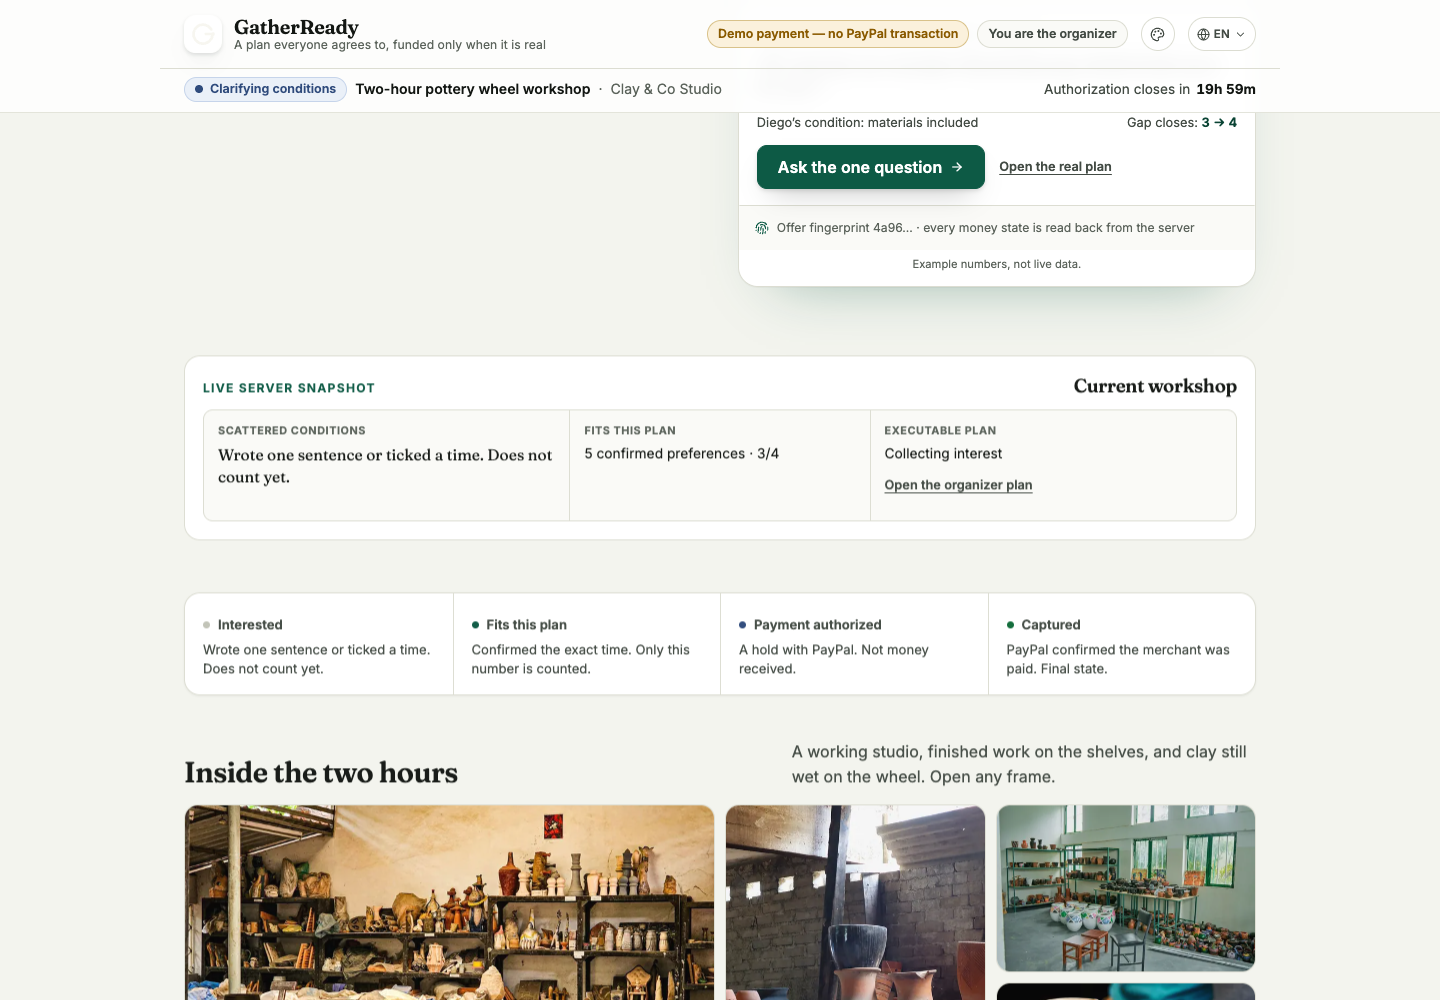 GatherReady
A plan everyone agrees to, funded only when it is real
Demo payment — no PayPal transaction
You are the organizer
EN
Clarifying conditions
Two-hour pottery wheel workshop · Clay & Co Studio
Authorization closes in 19h 59m
Diego's condition: materials included
Gap closes: 3 → 4
Ask the one question →
Open the real plan
Offer fingerprint 4a96… · every money state is read back from the server
Example numbers, not live data.
LIVE SERVER SNAPSHOT
Current workshop
SCATTERED CONDITIONS
Wrote one sentence or ticked a time. Does not
count yet.
FITS THIS PLAN
5 confirmed preferences · 3/4
EXECUTABLE PLAN
Collecting interest
Open the organizer plan
Interested
Wrote one sentence or ticked a time.
Does not count yet.
Fits this plan
Confirmed the exact time. Only this
number is counted.
Payment authorized
A hold with PayPal. Not money
received.
Captured
PayPal confirmed the merchant was
paid. Final state.
Inside the two hours
A working studio, finished work on the shelves, and clay still
wet on the wheel. Open any frame.